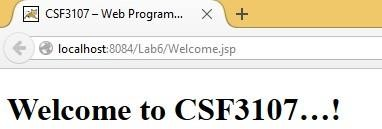 CSF3107 – Web Program...
localhost:8084/Lab6/Welcome.jsp
Welcome to CSF3107…!